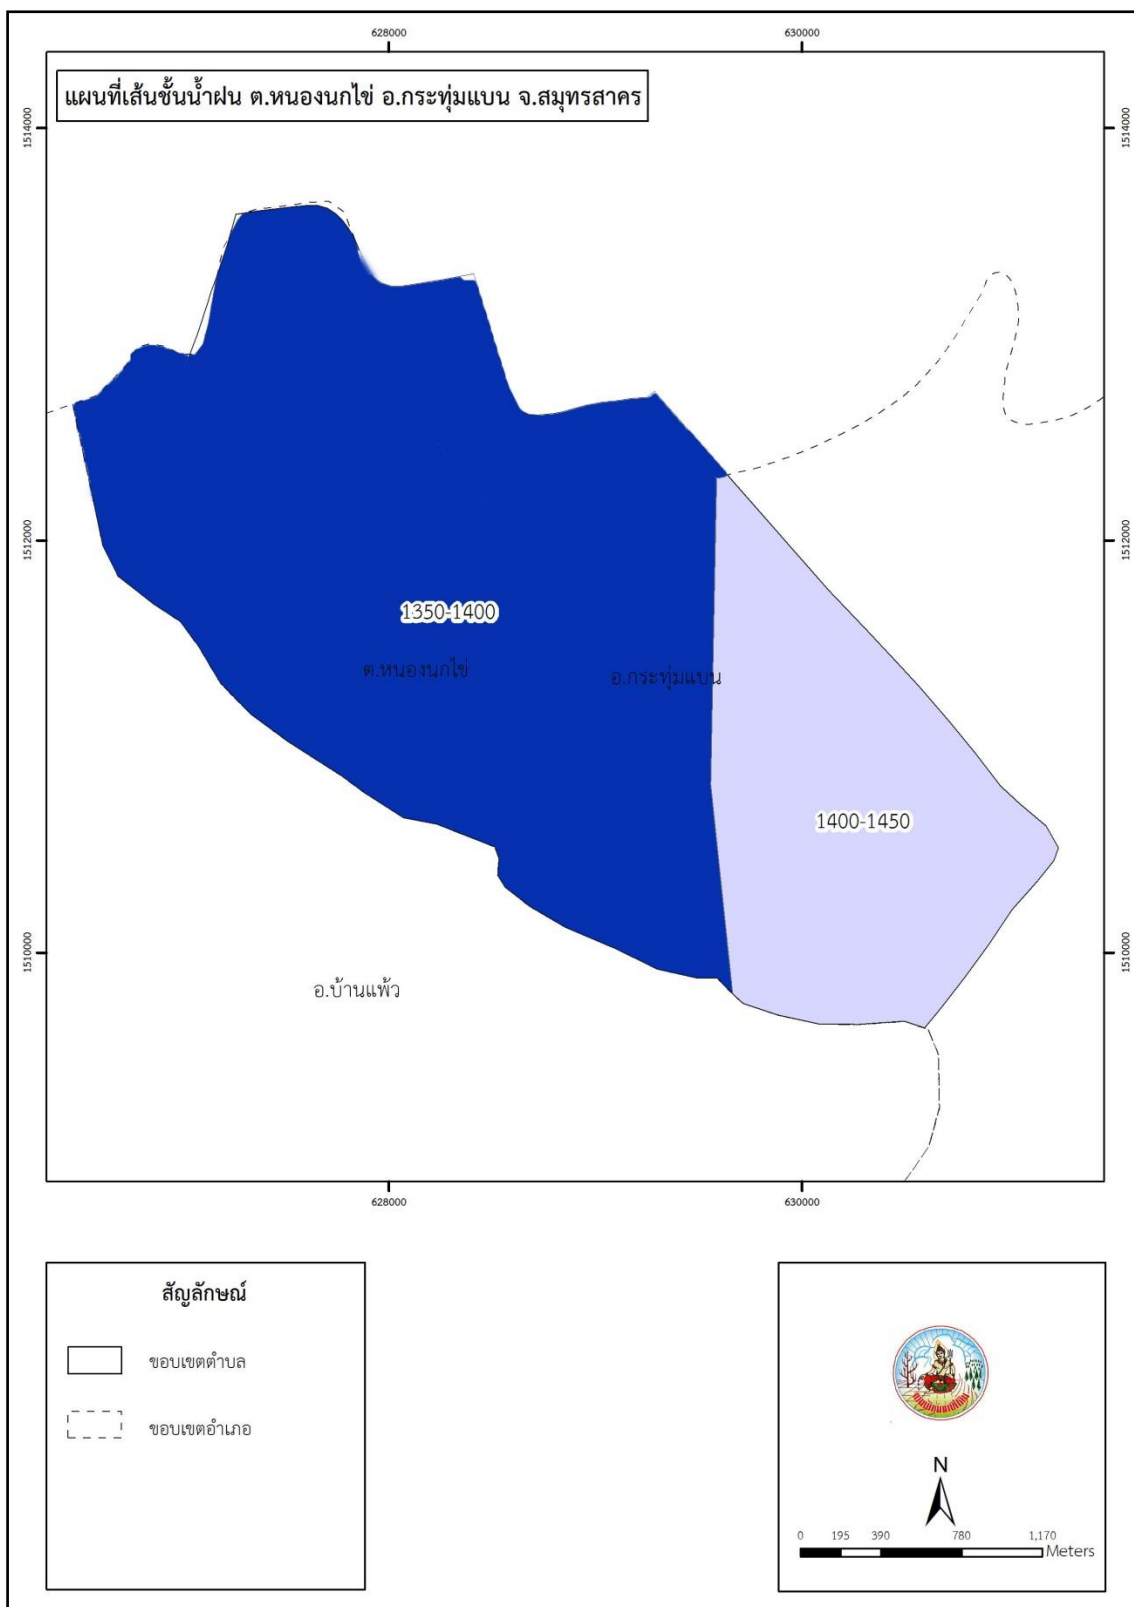 628000 630000
แผนที่เส้นชั้นน้ำฝน ต.หนองนกไข่ อ.กระทุ่มแบน จ.สมุทรสาคร
1514000 1514000
1512000 1512000
1350-1400
ต.หนองนกไข่ อ.กระทุ่มแบน
1400-1450
1510000 1510000
อ.บ้านแพ้ว
628000 630000
สัญลักษณ์
ขอบเขตตำบล
ขอบเขตอำเภอ
N
0 195 390 780 1,170
Meters